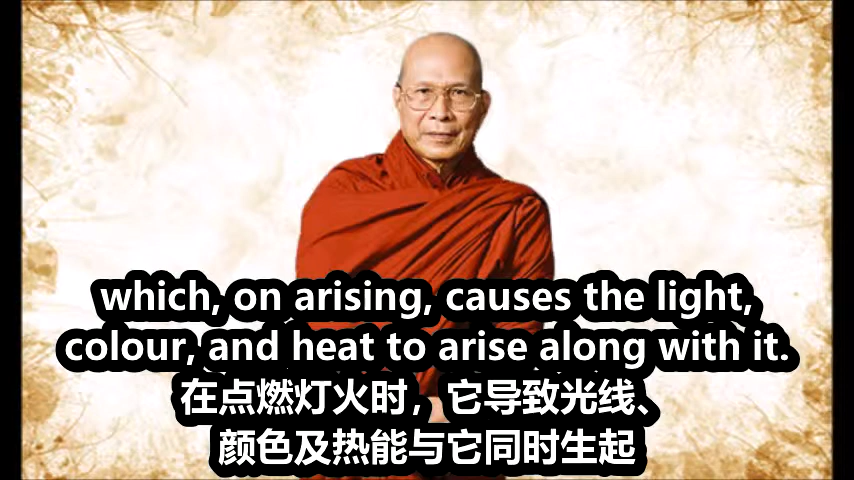 which, on arising, causes the light,
colour, and heat to arise along with it.
在点燃灯火时，它导致光线、
颜色及热能与它同时生起